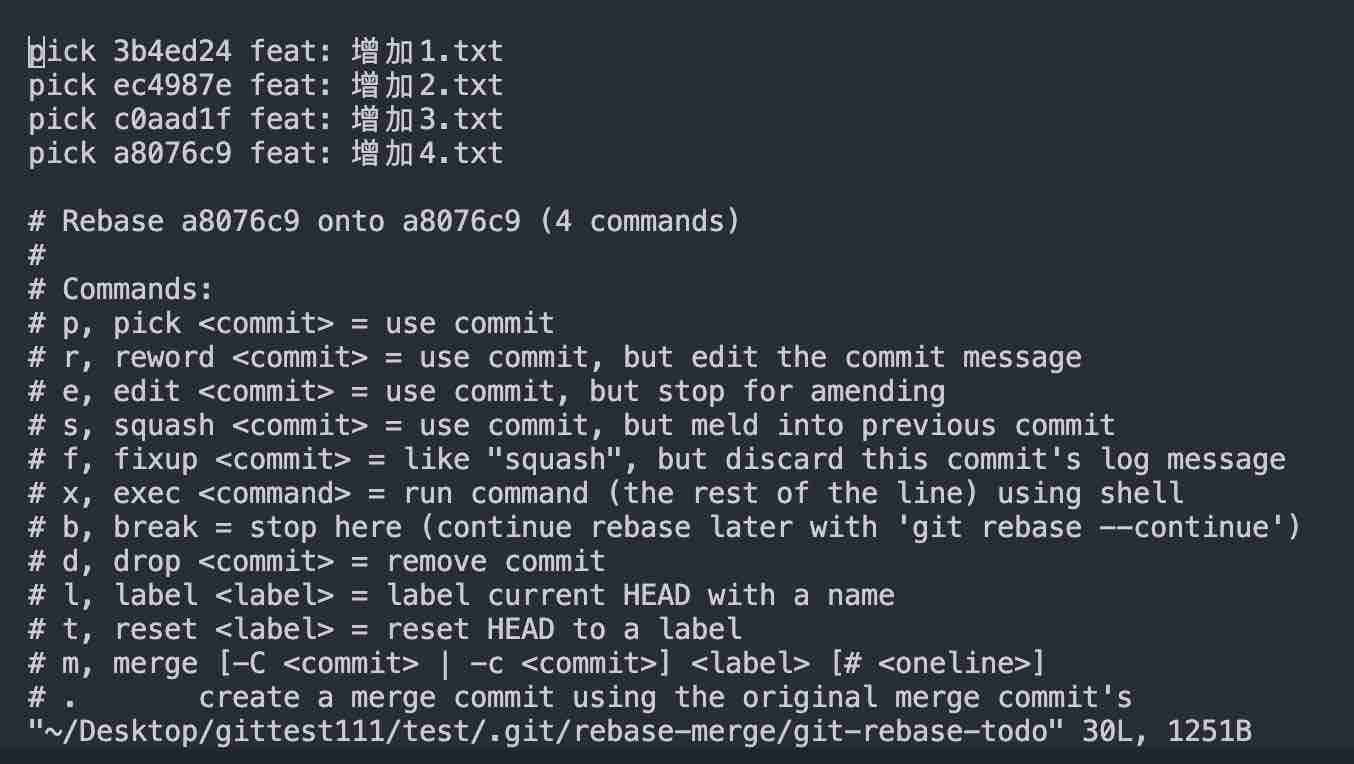 pick 3b4ed24 feat: 增加1.txt
pick ec4987e feat: 增加2.txt
pick c0aad1f feat: 增加3.txt
pick a8076c9 feat: 增加4.txt
# Rebase a8076c9 onto a8076c9 (4 commands)
#
# Commands:
# p, pick <commit> = use commit
# r, reword <commit> = use commit, but edit the commit message
# e, edit <commit> = use commit, but stop for amending
# s, squash <commit> = use commit, but meld into previous commit
# f, fixup <commit> = like "squash", but discard this commit's log message
# x, exec <command> = run command (the rest of the line) using shell
# b, break = stop here (continue rebase later with 'git rebase --continue')
# d, drop <commit> = remove commit
# l, label <label> = label current HEAD with a name
# t, reset <label> = reset HEAD to a label
# m, merge [-C <commit> | -c <commit>] <label> [# <oneline>]
# .       create a merge commit using the original merge commit's
"~/Desktop/gittest111/test/.git/rebase-merge/git-rebase-todo" 30L, 1251B